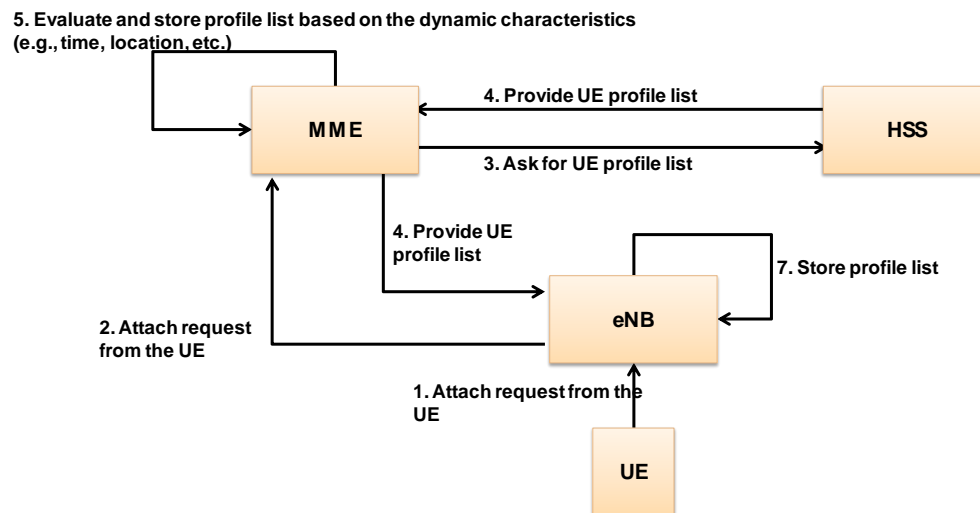 5. Evaluate and store profile list based on the dynamic characteristics
(e.g., time, location, etc.)
4. Provide UE profile list
MME
HSS
3. Ask for UE profile list
4. Provide UE
profile list
7. Store profile list
eNB
2. Attach request
from the UE
1. Attach request from the
UE
UE